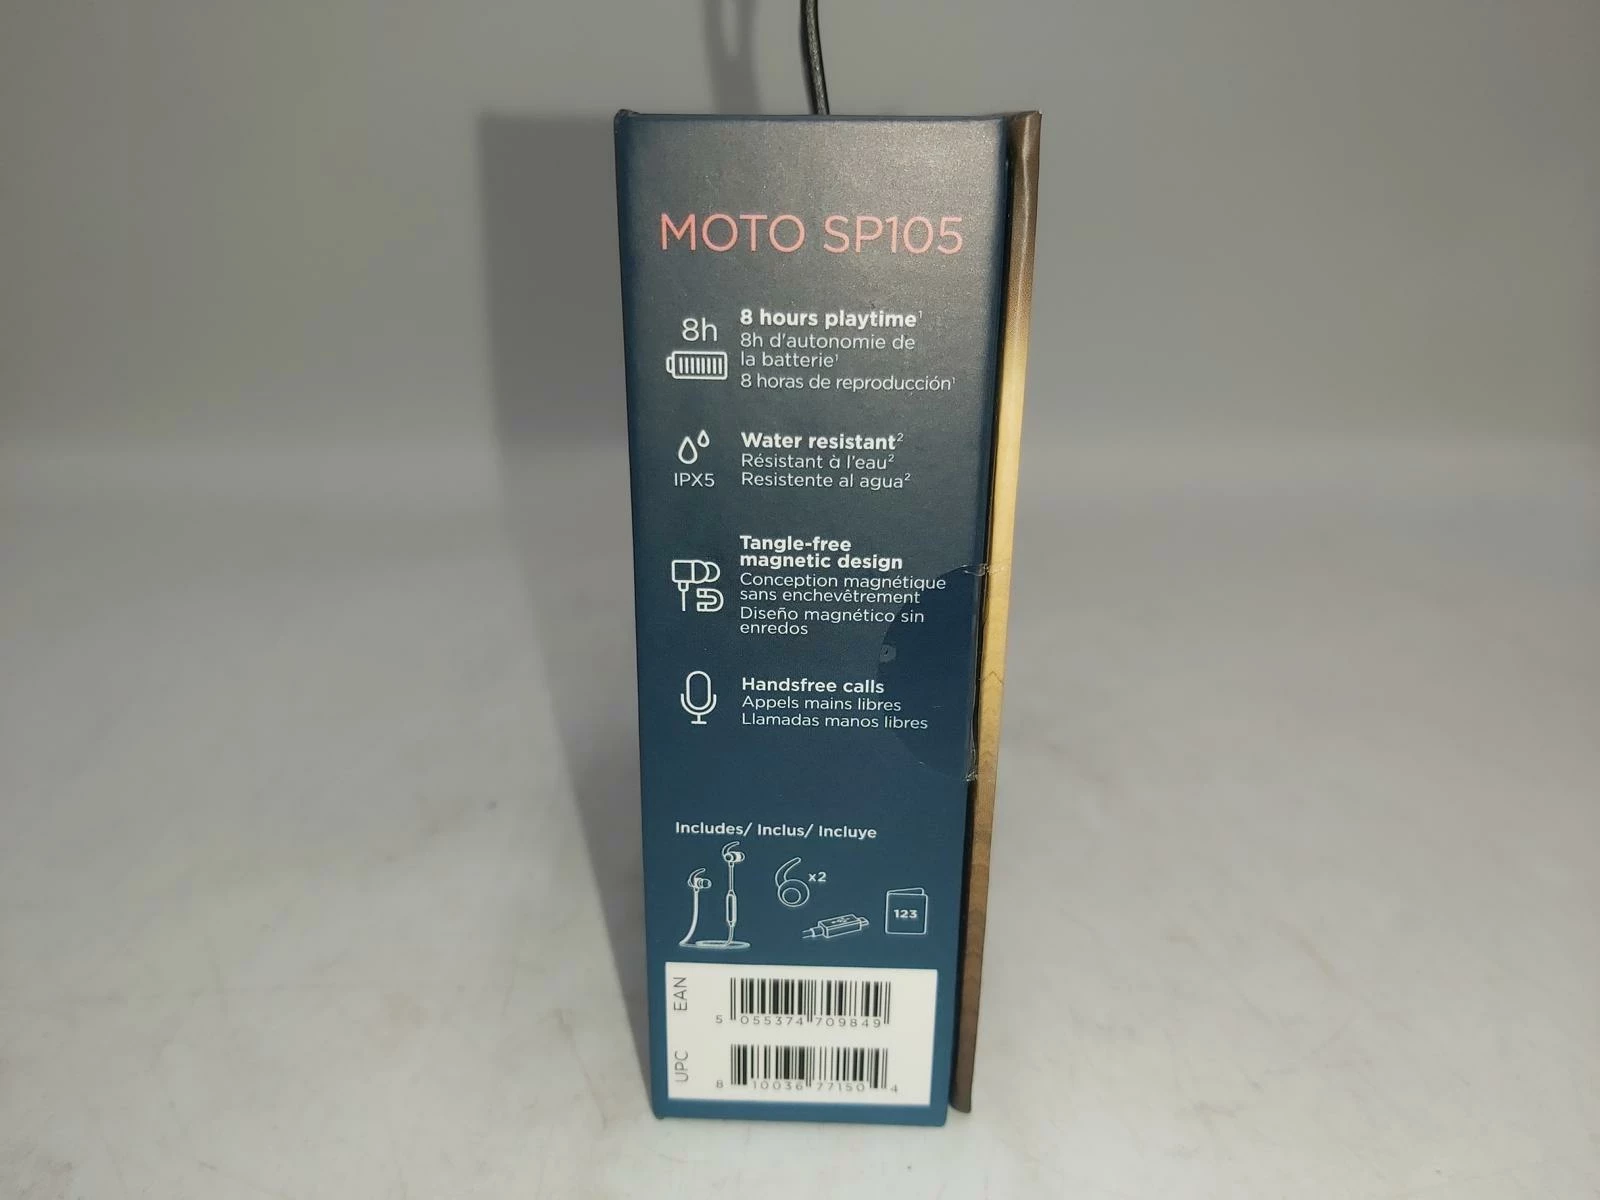 MOTO SP105
8h
8 hours playtime¹
8h d'autonomie de
la batterie¹
8 horas de reproducción¹
IPX5
Water resistant²
Résistant à l'eau²
Resistente al agua²
Tangle-free
magnetic design
Conception magnétique
sans enchevêtrement
Diseño magnético sin
enredos
Handsfree calls
Appels mains libres
Llamadas manos libres
Includes/ Inclus/ Incluye
x2
123
EAN
5 055374 709849
UPC
8 10036 77150 4